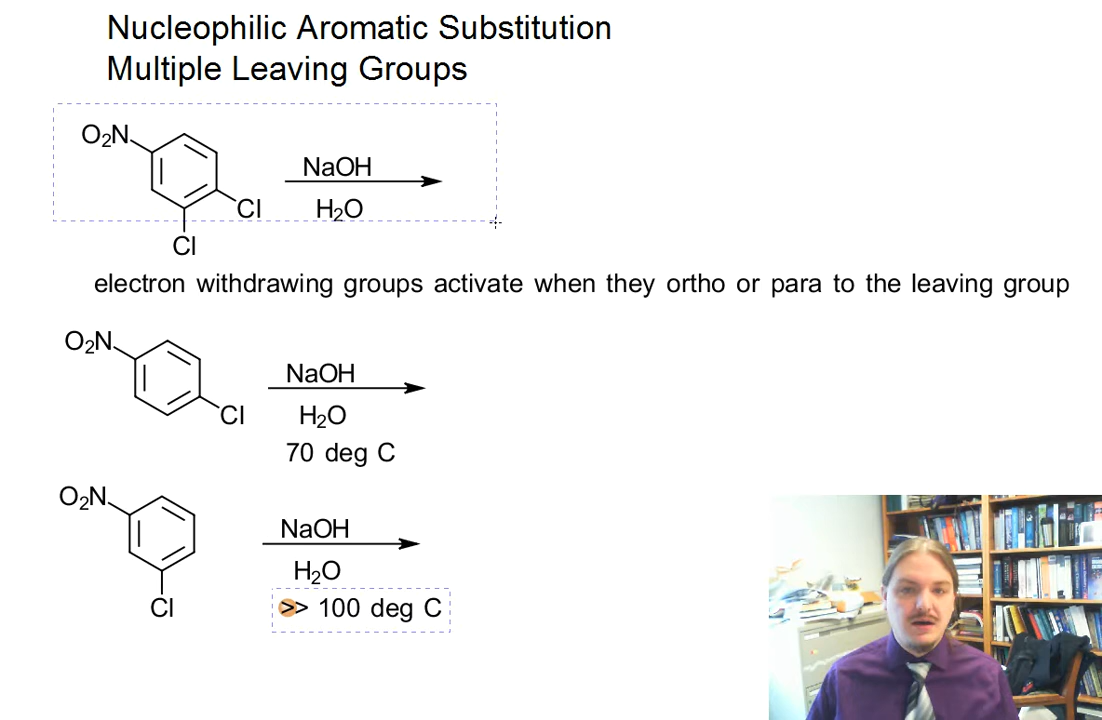 Nucleophilic Aromatic Substitution
Multiple Leaving Groups
O₂N
NaOH
Cl
H₂O
Cl
electron withdrawing groups activate when they ortho or para to the leaving group
O₂N
NaOH
Cl
H₂O
70 deg C
O₂N
NaOH
H₂O
Cl
>> 100 deg C